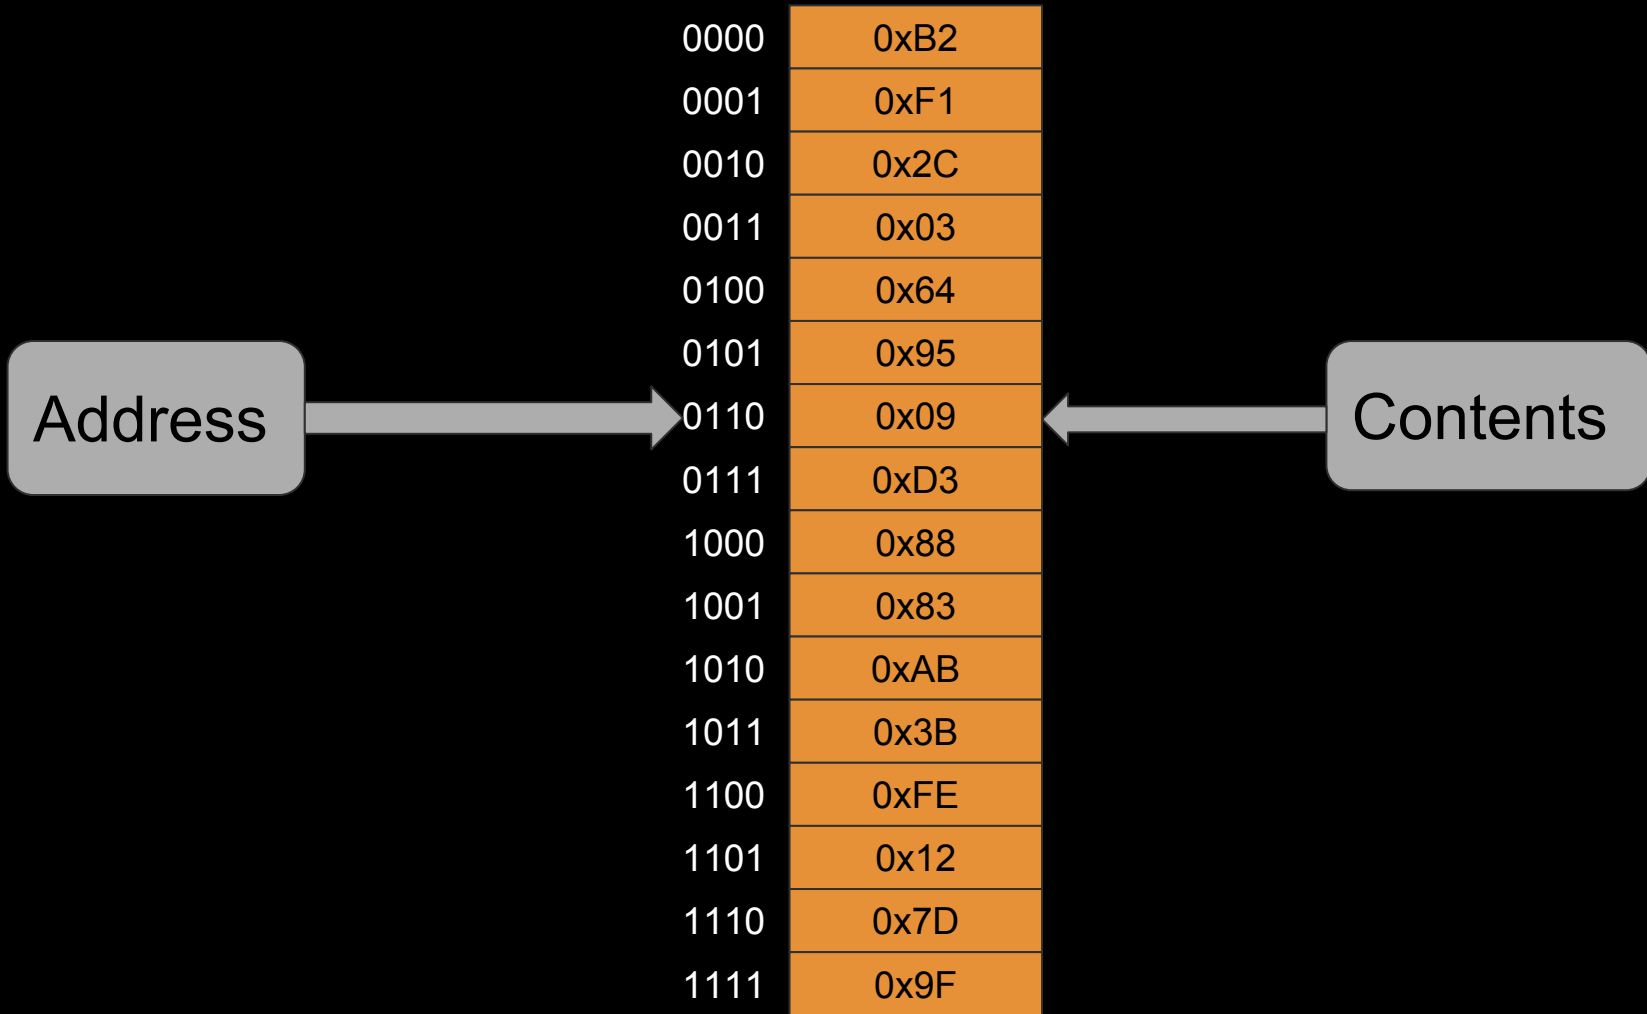 0000 0xB2
0001 0xF1
0010 0x2C
0011 0x03
0100 0x64
0101 0x95
Address 0110 0x09 Contents
0111 0xD3
1000 0x88
1001 0x83
1010 0xAB
1011 0x3B
1100 0xFE
1101 0x12
1110 0x7D
1111 0x9F